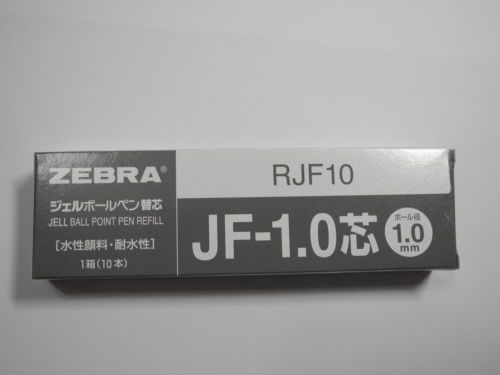 ZEBRA®
ジェルボールペン替芯
JELL BALL POINT PEN REFILL
[水性顔料・耐水性]
1箱(10本)
RJF10
JF-1.0芯
ボール径
1.0
mm